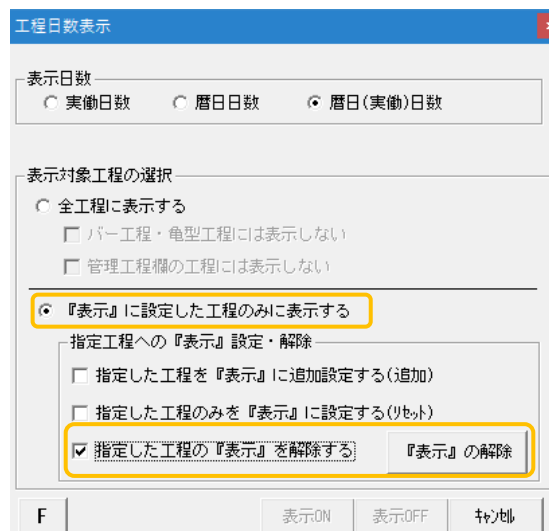 工程日数表示
表示日数
実働日数 暦日日数 暦日(実働)日数
表示対象工程の選択
全工程に表示する
バー工程・亀型工程には表示しない
管理工程欄の工程には表示しない
『表示』に設定した工程のみに表示する
指定工程への『表示』設定・解除
指定した工程を『表示』に追加設定する(追加)
指定した工程のみを『表示』に設定する(ﾘｾｯﾄ)
指定した工程の『表示』を解除する 『表示』の解除
F 表示ON 表示OFF ｷｬﾝｾﾙ